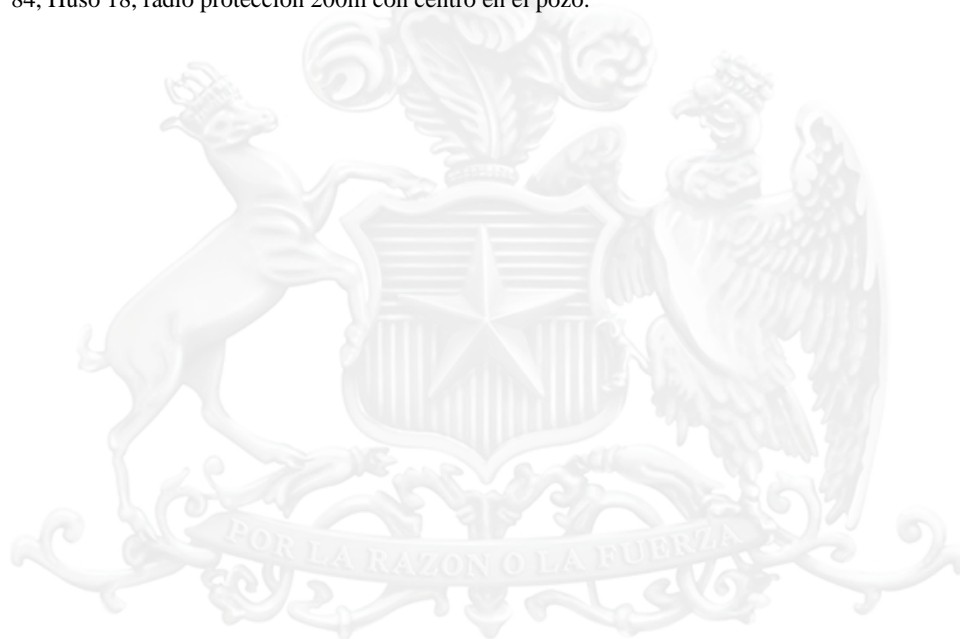 84, Huso 18, radio protección 200m con centro en el pozo.
POR LA RAZON O LA FUERZA